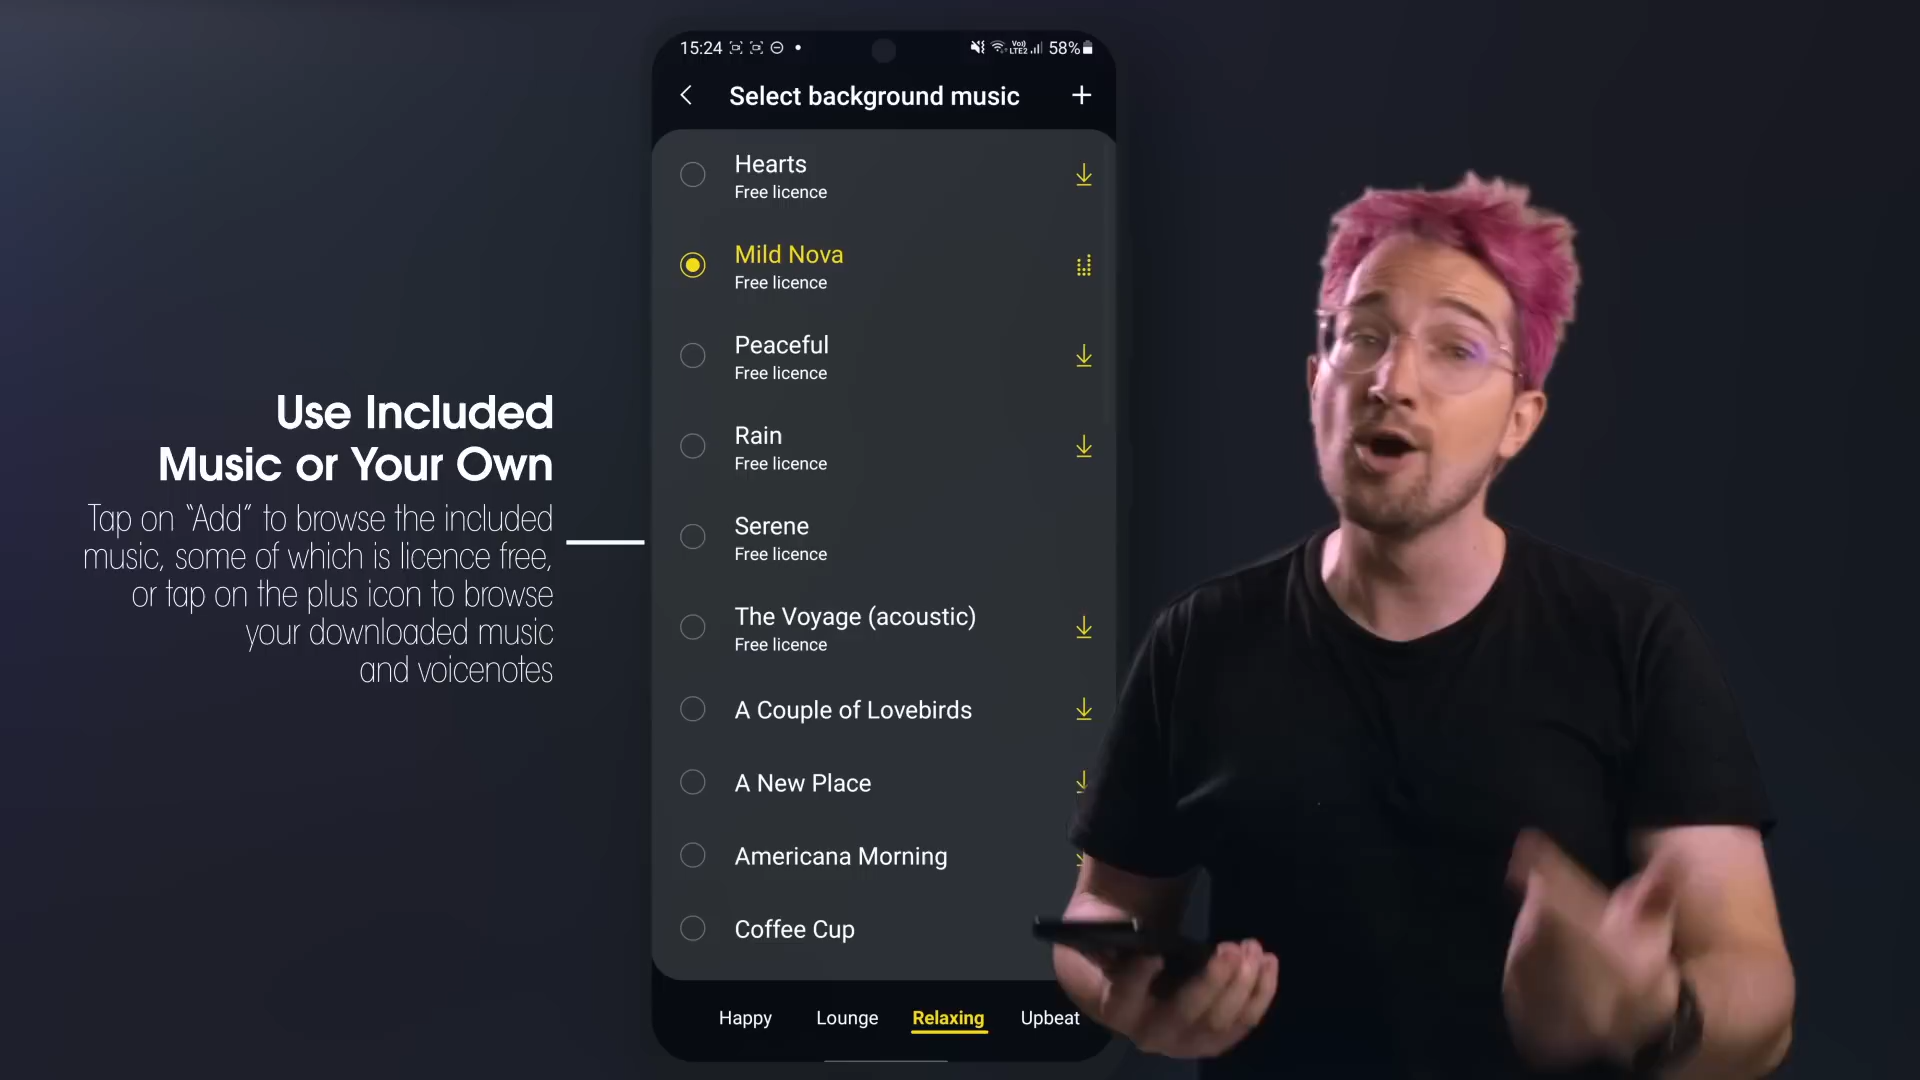 Use Included
Music or Your Own
Tap on “Add” to browse the included
music, some of which is licence free,
or tap on the plus icon to browse
your downloaded music
and voicenotes
15:24
Vo))
LTE2
58%
Select background music
Hearts
Free licence
Mild Nova
Free licence
Peaceful
Free licence
Rain
Free licence
Serene
Free licence
The Voyage (acoustic)
Free licence
A Couple of Lovebirds
A New Place
Americana Morning
Coffee Cup
Happy Lounge Relaxing Upbeat